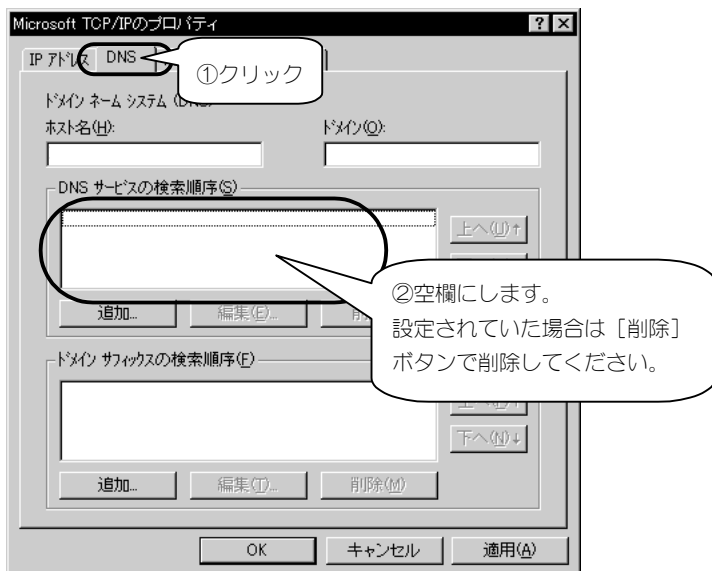 Microsoft TCP/IPのプロパティ
IP アドレス DNS
①クリック
ドメイン ネーム システム (DNS)
ホスト名(H): ドメイン(O):
DNS サービスの検索順序(S)
上へ(U)↑
②空欄にします。
設定されていた場合は［削除］
ボタンで削除してください。
追加... 編集(E)... 削
ドメイン サフィックスの検索順序(F)
下へ(N)↓
追加... 編集(T)... 削除(M)
OK キャンセル 適用(A)